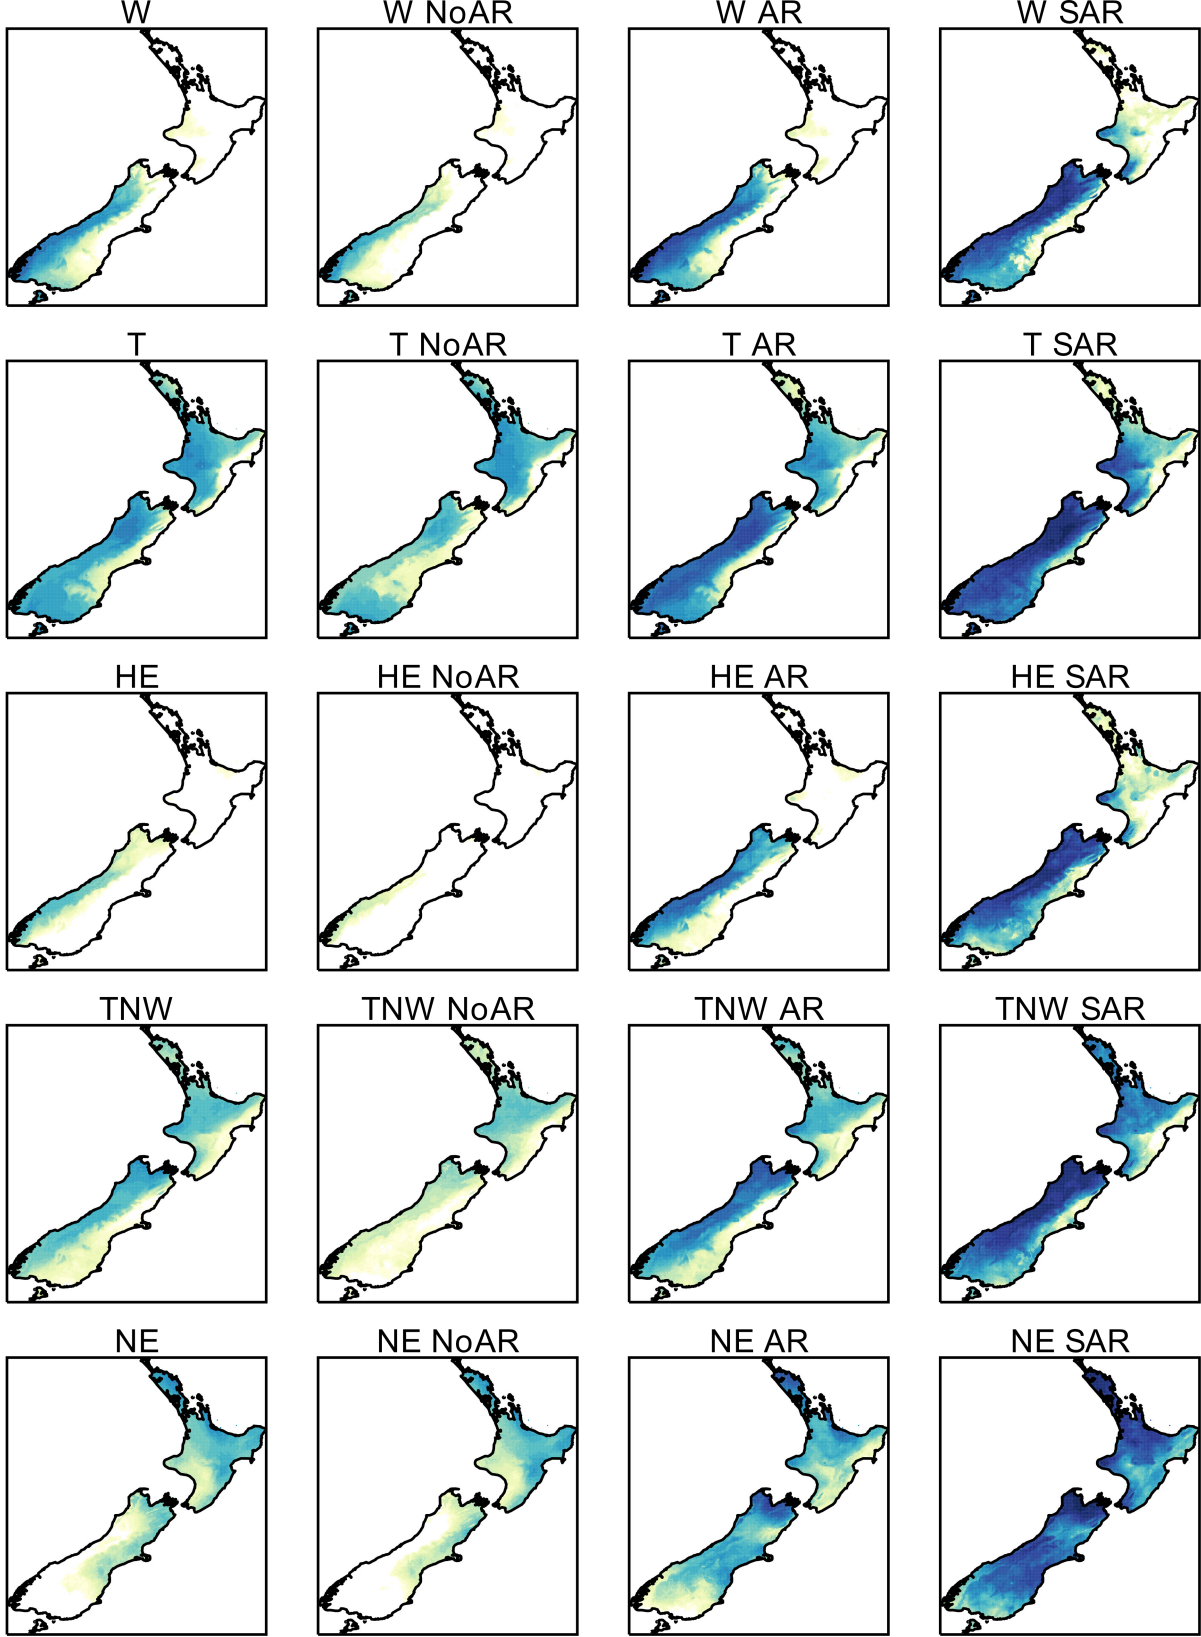 W
W NoAR
W AR
W SAR
T
T NoAR
T AR
T SAR
HE
HE NoAR
HE AR
HE SAR
TNW
TNW NoAR
TNW AR
TNW SAR
NE
NE NoAR
NE AR
NE SAR